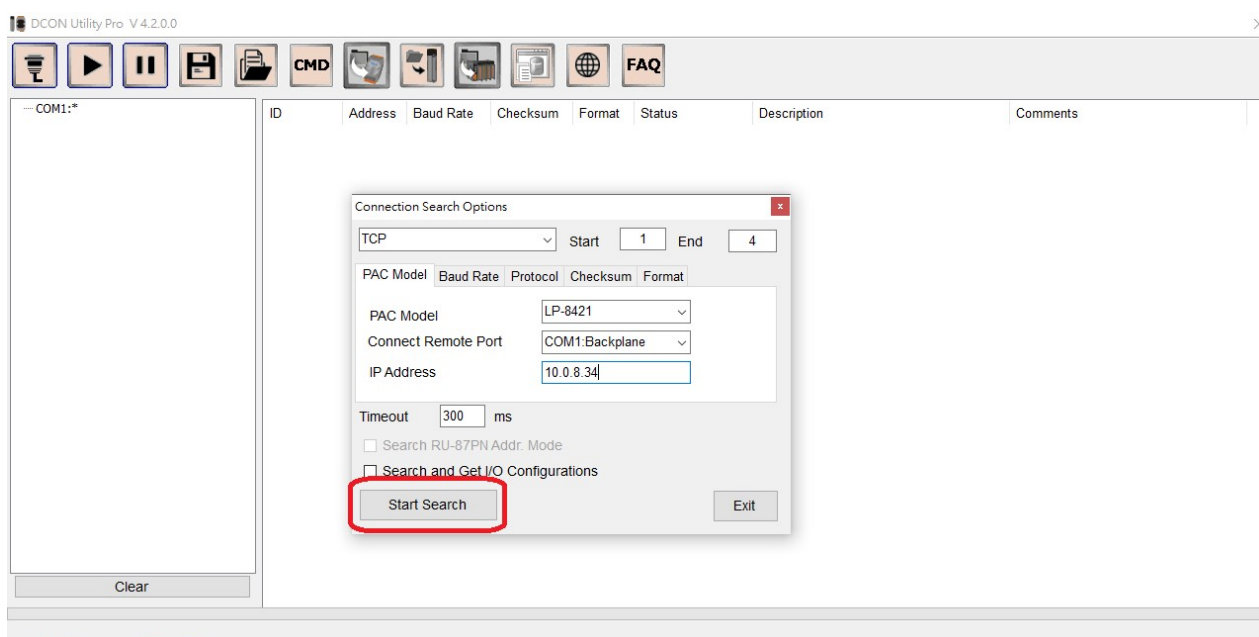 DCON Utility Pro V 4.2.0.0
CMD FAQ
COM1:*
ID Address Baud Rate Checksum Format Status Description Comments
Connection Search Options
TCP Start 1 End 4
PAC Model Baud Rate Protocol Checksum Format
PAC Model LP-8421
Connect Remote Port COM1:Backplane
IP Address 10.0.8.34
Timeout 300 ms
Search RU-87PN Addr. Mode
Search and Get I/O Configurations
Start Search Exit
Clear